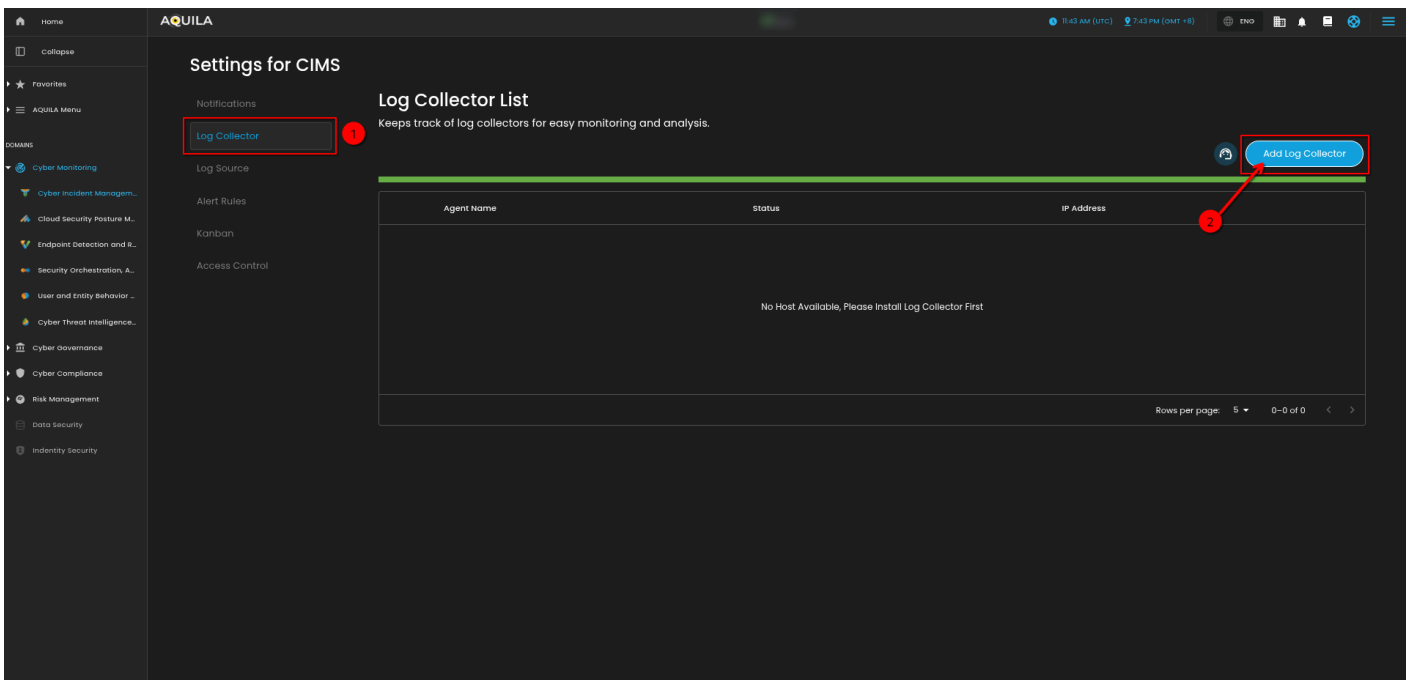 Home
AQUILA
11:43 AM (UTC)
7:43 PM (GMT +8)
ENG
Collapse
Favorites
AQUILA Menu
DOMAINS
Cyber Monitoring
Cyber Incident Managem...
Cloud Security Posture M...
Endpoint Detection and R...
Security Orchestration, A...
User and Entity Behavior ...
Cyber Threat Intelligence...
Cyber Governance
Cyber Compliance
Risk Management
Data Security
Indentity Security
Settings for CIMS
Notifications
Log Collector
1
Log Source
Alert Rules
Kanban
Access Control
Log Collector List
Keeps track of log collectors for easy monitoring and analysis.
Add Log Collector
2
Agent Name
Status
IP Address
No Host Available, Please Install Log Collector First
Rows per page: 5
0–0 of 0